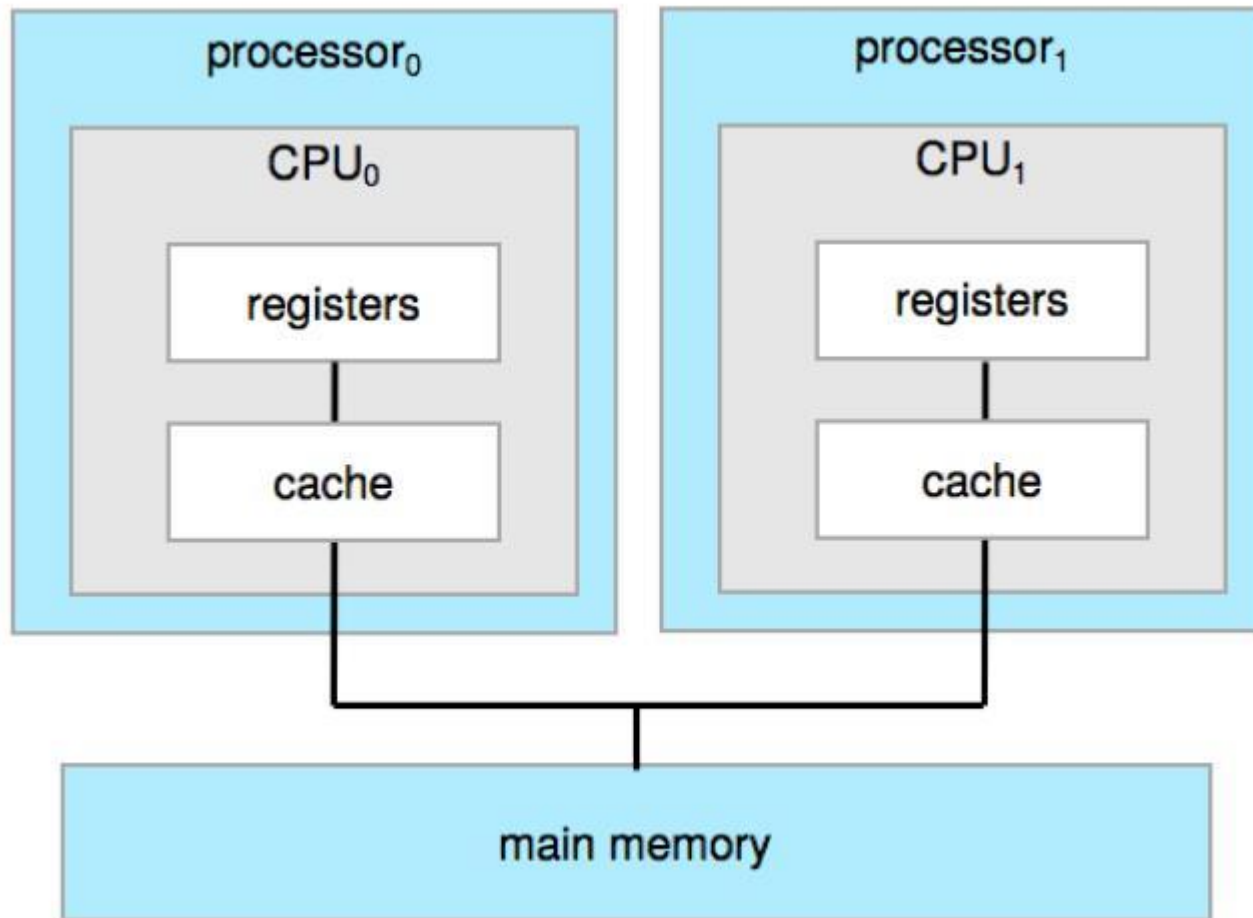 processor₀
CPU₀
registers
cache
processor₁
CPU₁
registers
cache
main memory